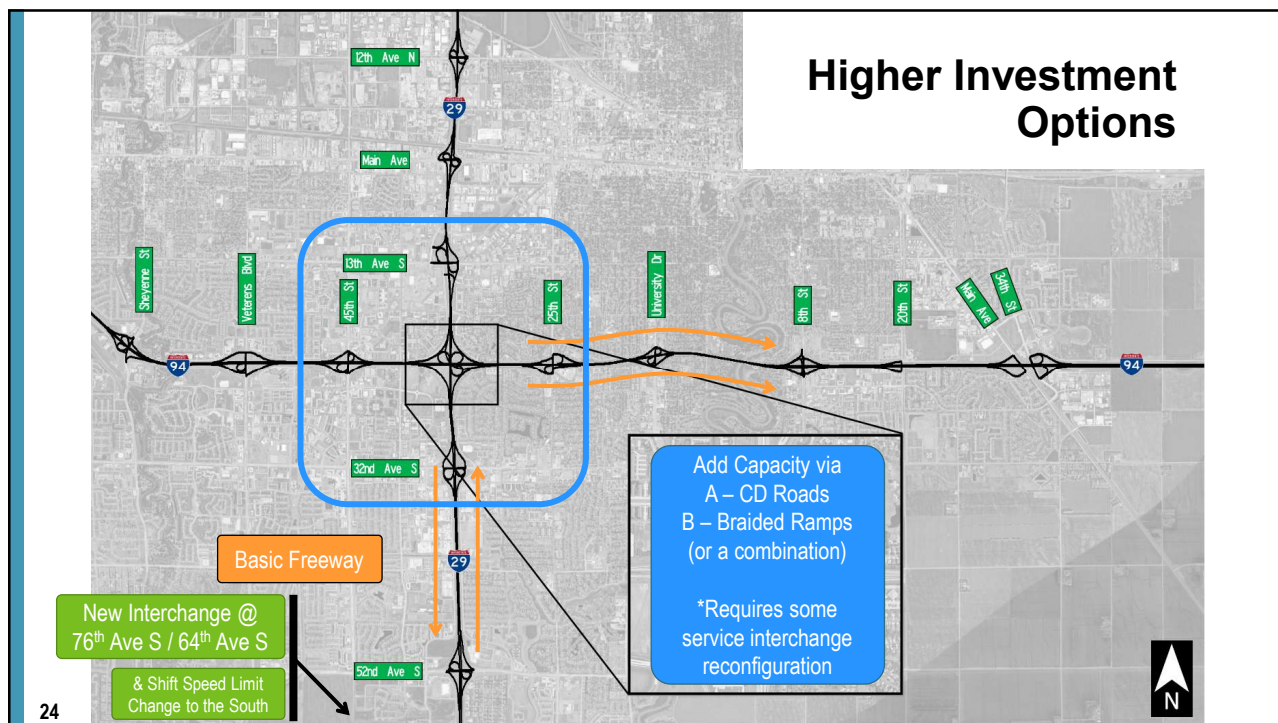 Higher Investment
Options
12th Ave N
29
Main Ave
13th Ave S
Sheyenne St
Veterens Blvd
45th St
25th St
University Dr
8th St
20th St
Main Ave
34th St
94
94
32nd Ave S
29
52nd Ave S
Basic Freeway
New Interchange @
76th Ave S / 64th Ave S
& Shift Speed Limit
Change to the South
Add Capacity via
A – CD Roads
B – Braided Ramps
(or a combination)
*Requires some
service interchange
reconfiguration
N
24